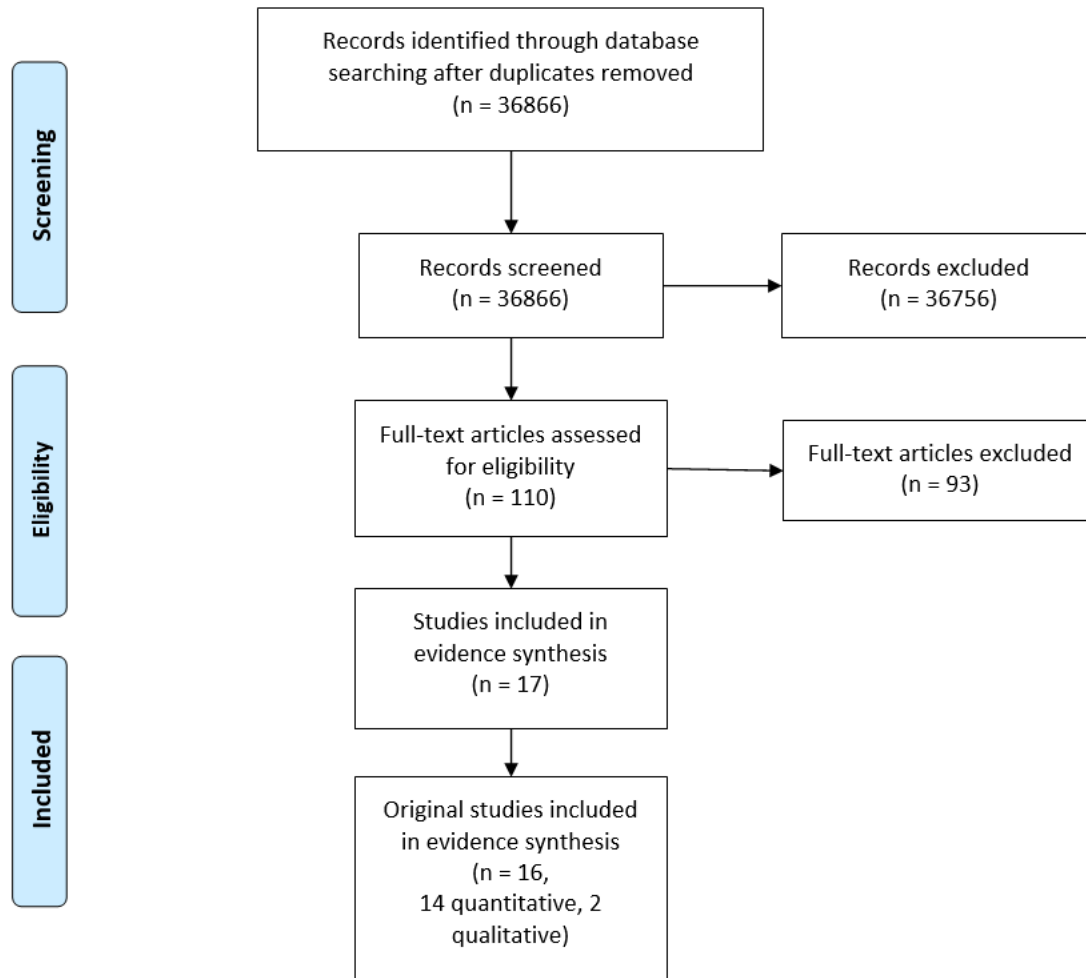 Records identified through database
searching after duplicates removed
(n = 36866)
Screening
Records screened
(n = 36866)
Records excluded
(n = 36756)
Eligibility
Full-text articles assessed
for eligibility
(n = 110)
Full-text articles excluded
(n = 93)
Studies included in
evidence synthesis
(n = 17)
Included
Original studies included
in evidence synthesis
(n = 16,
14 quantitative, 2
qualitative)